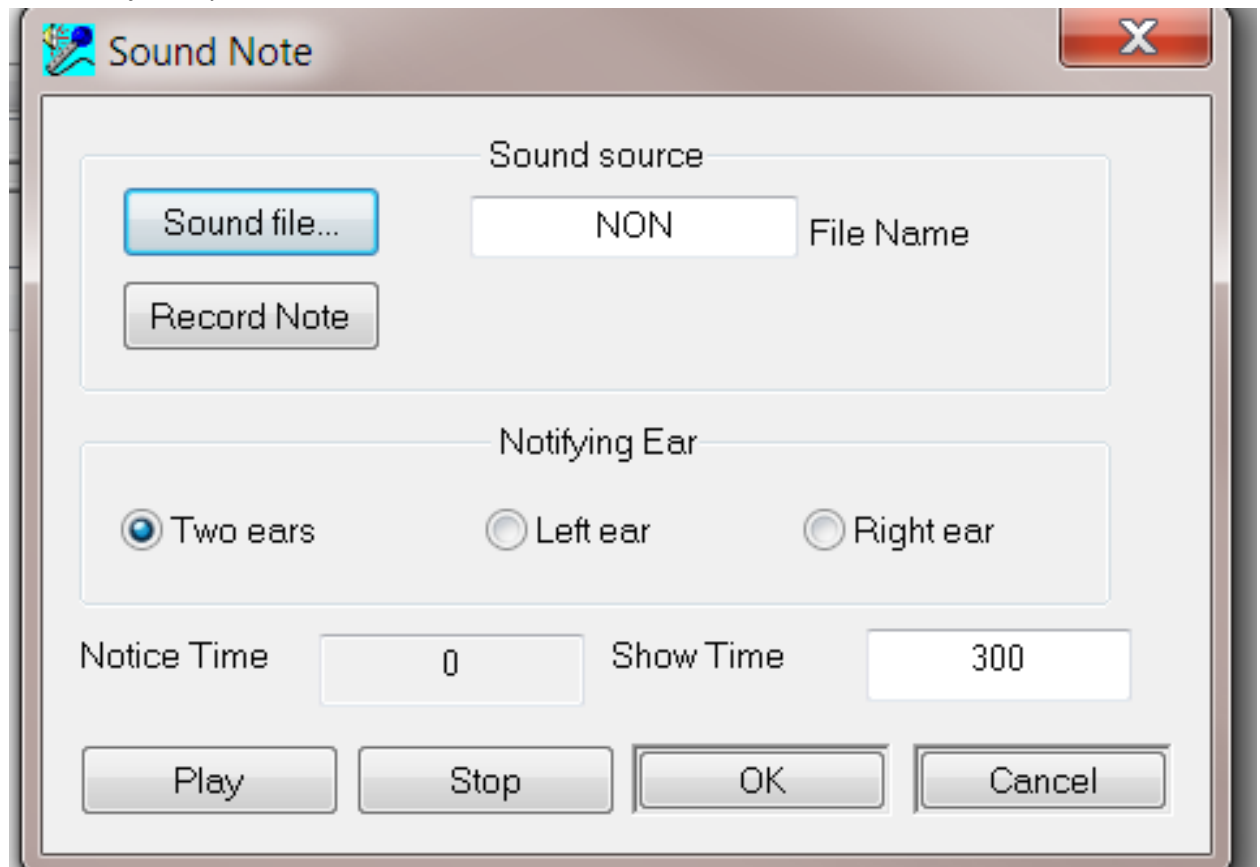 Sound Note
Sound source
Sound file...
NON
File Name
Record Note
Notifying Ear
Two ears
Left ear
Right ear
Notice Time
0
Show Time
300
Play
Stop
OK
Cancel